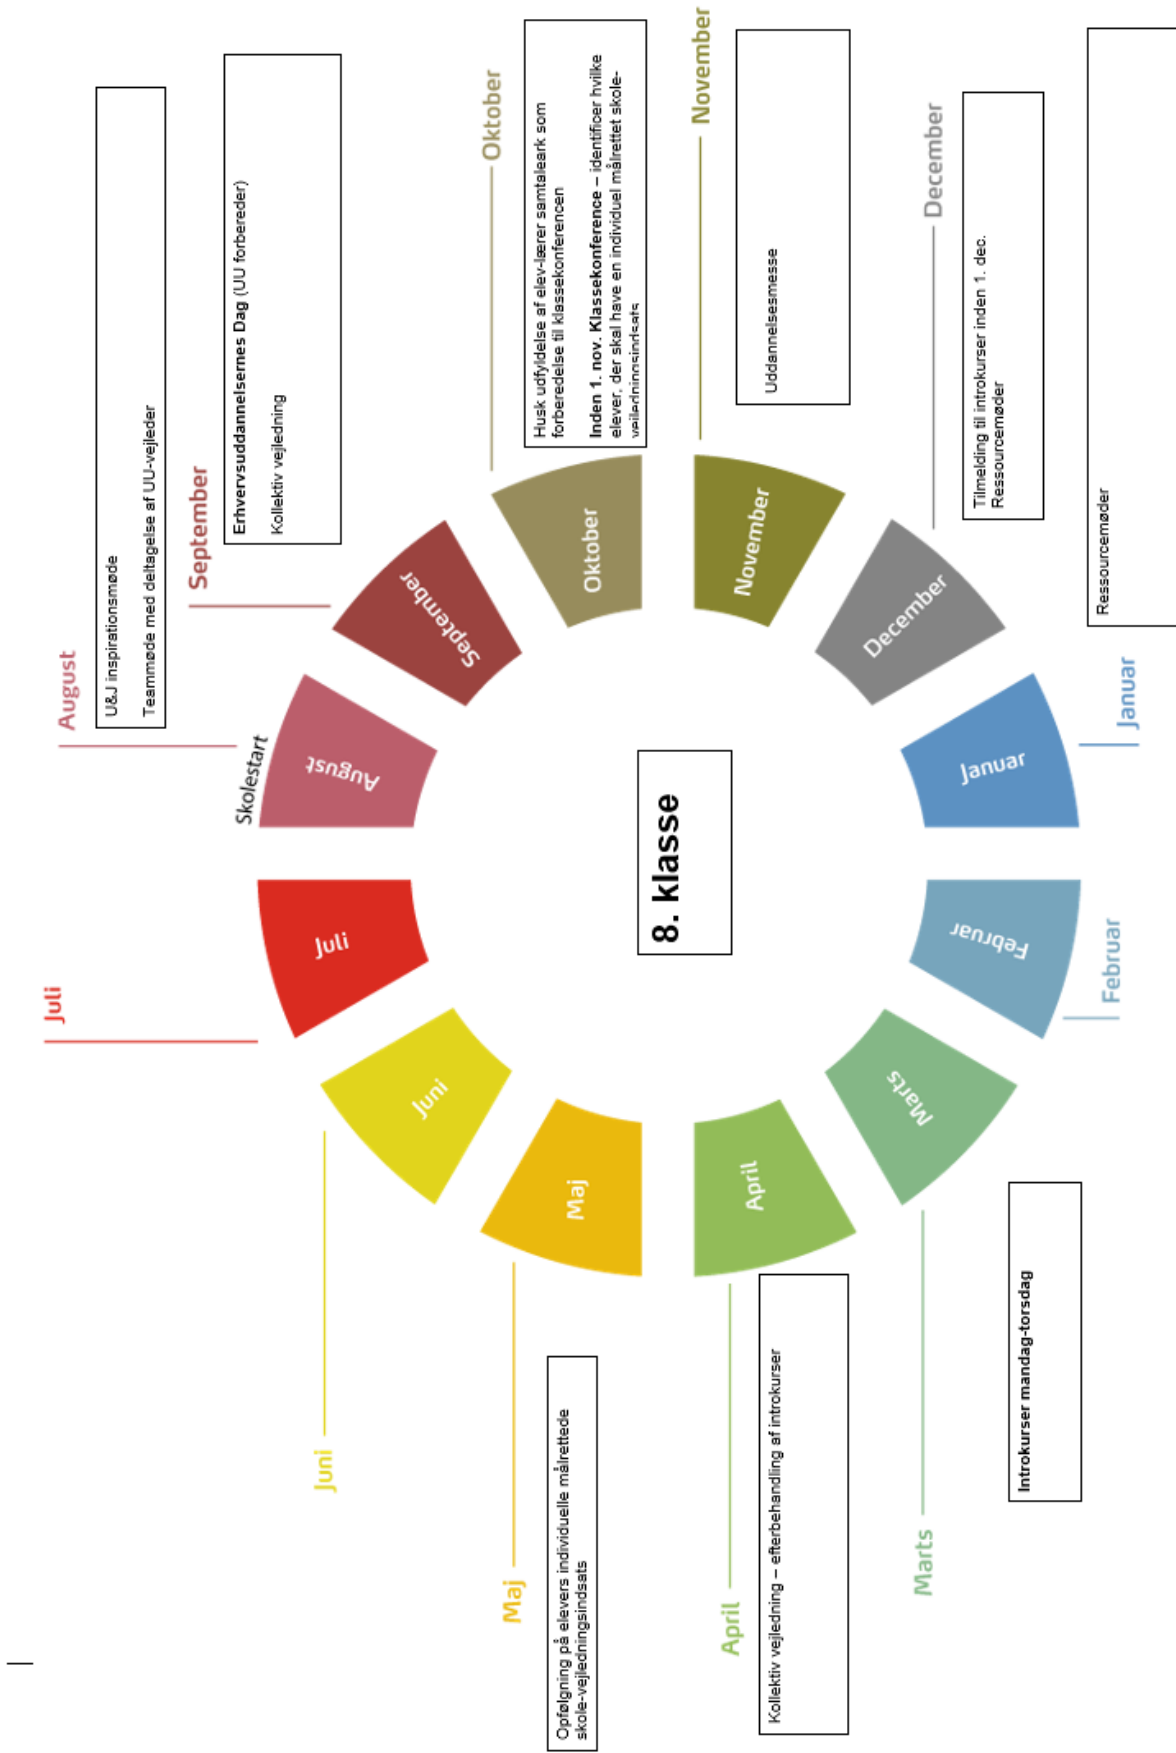 8. klasse
Skolestart
August
August
U&J inspirationsmøde
Teammøde med deltagelse af UU-vejleder
September
September
Erhvervsuddannelsernes Dag (UU forbereder)
Kollektiv vejledning
Oktober
Oktober
Husk udfyldelse af elev-lærer samtaleark som
forberedelse til klassekonferencen
Inden 1. nov. Klassekonference – identificer hvilke
elever, der skal have en individuel målrettet skole-
vejledningsindsats
November
November
Uddannelsesmesse
December
December
Tilmelding til introkurser inden 1. dec.
Ressourcemøder
Januar
Januar
Ressourcemøder
Februar
Februar
Marts
Marts
Introkurser mandag-torsdag
April
April
Kollektiv vejledning – efterbehandling af introkurser
Maj
Maj
Opfølgning på elevers individuelle målrettede
skole-vejledningsindsats
Juni
Juni
Juli
Juli